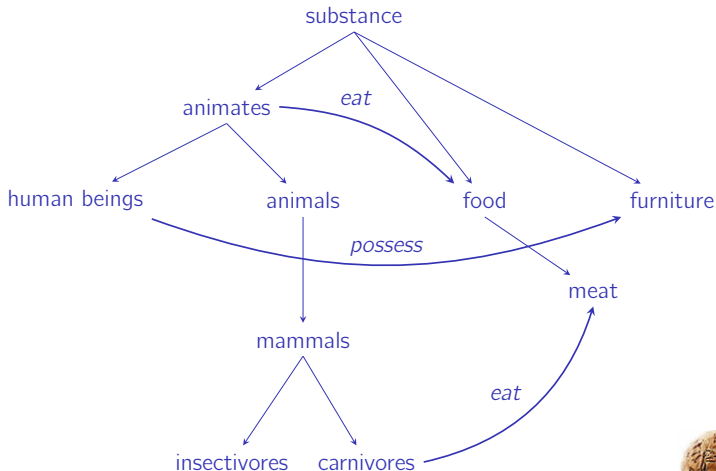 substance
eat
animates
human beings
animals
food
furniture
possess
meat
mammals
eat
insectivores
carnivores